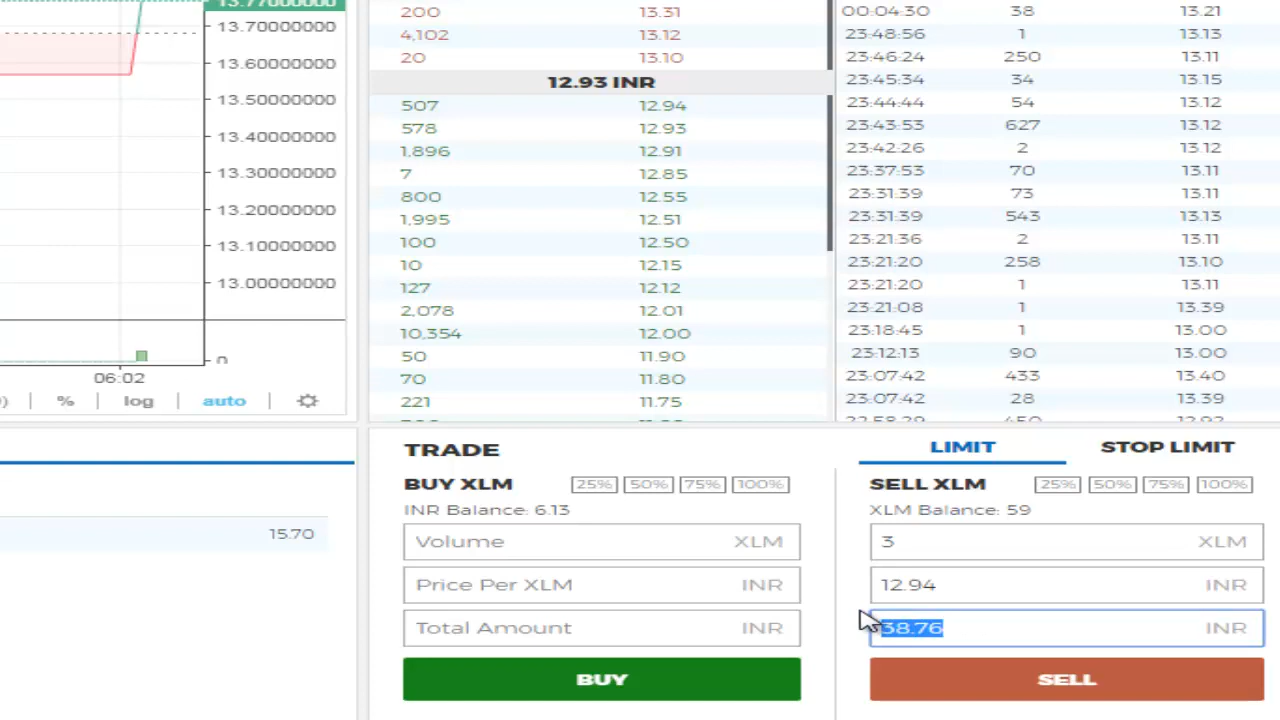 13.77000000
13.70000000
13.60000000
13.50000000
13.40000000
13.30000000
13.20000000
13.10000000
13.00000000
0
06:02
% log auto
15.70
200 13.31
4,102 13.12
20 13.10
12.93 INR
507 12.94
578 12.93
1,896 12.91
7 12.85
800 12.55
1,995 12.51
100 12.50
10 12.15
127 12.12
2,078 12.01
10,354 12.00
50 11.90
70 11.80
221 11.75
00:04:30 38 13.21
23:48:56 1 13.13
23:46:24 250 13.11
23:45:34 34 13.15
23:44:44 54 13.12
23:43:53 627 13.12
23:42:26 2 13.12
23:37:53 70 13.11
23:31:39 73 13.11
23:31:39 543 13.13
23:21:36 2 13.11
23:21:20 258 13.10
23:21:20 1 13.11
23:21:08 1 13.39
23:18:45 1 13.00
23:12:13 90 13.00
23:07:42 433 13.40
23:07:42 28 13.39
TRADE
LIMIT STOP LIMIT
BUY XLM 25% 50% 75% 100%
INR Balance: 6.13
Volume XLM
Price Per XLM INR
Total Amount INR
BUY
SELL XLM 25% 50% 75% 100%
XLM Balance: 59
3 XLM
12.94 INR
38.76 INR
SELL